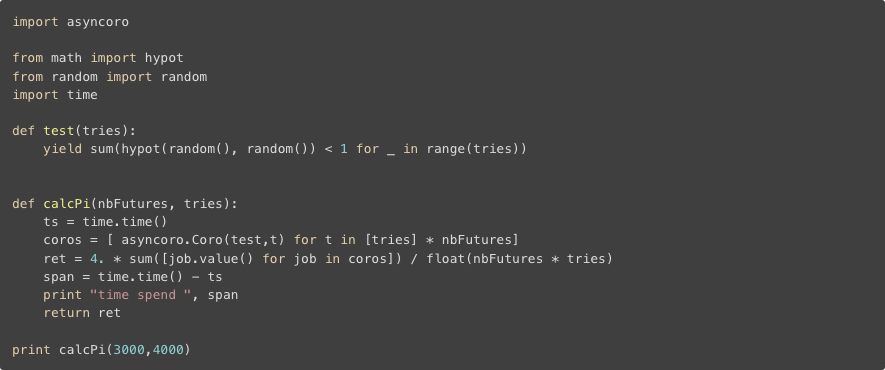 import asyncoro

from math import hypot
from random import random
import time

def test(tries):
    yield sum(hypot(random(), random()) < 1 for _ in range(tries))


def calcPi(nbFutures, tries):
    ts = time.time()
    coros = [ asyncoro.Coro(test,t) for t in [tries] * nbFutures]
    ret = 4. * sum([job.value() for job in coros]) / float(nbFutures * tries)
    span = time.time() - ts
    print "time spend ", span
    return ret

print calcPi(3000,4000)